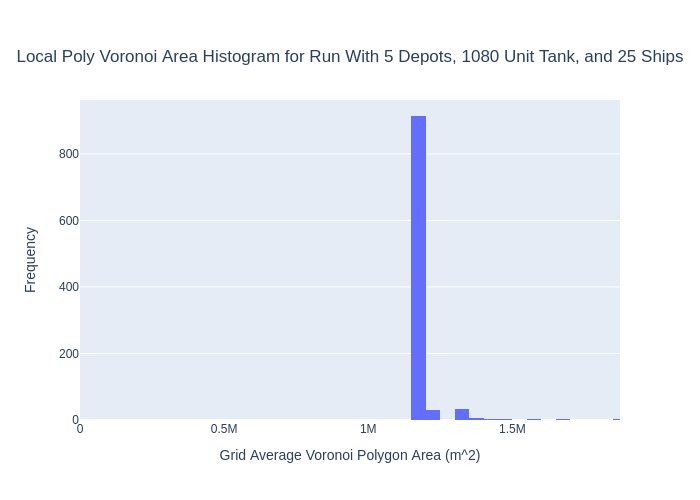 Local Poly Voronoi Area Histogram for Run With 5 Depots, 1080 Unit Tank, and 25 Ships
800
600
400
200
0
Frequency
0 0.5M 1M 1.5M
Grid Average Voronoi Polygon Area (m^2)